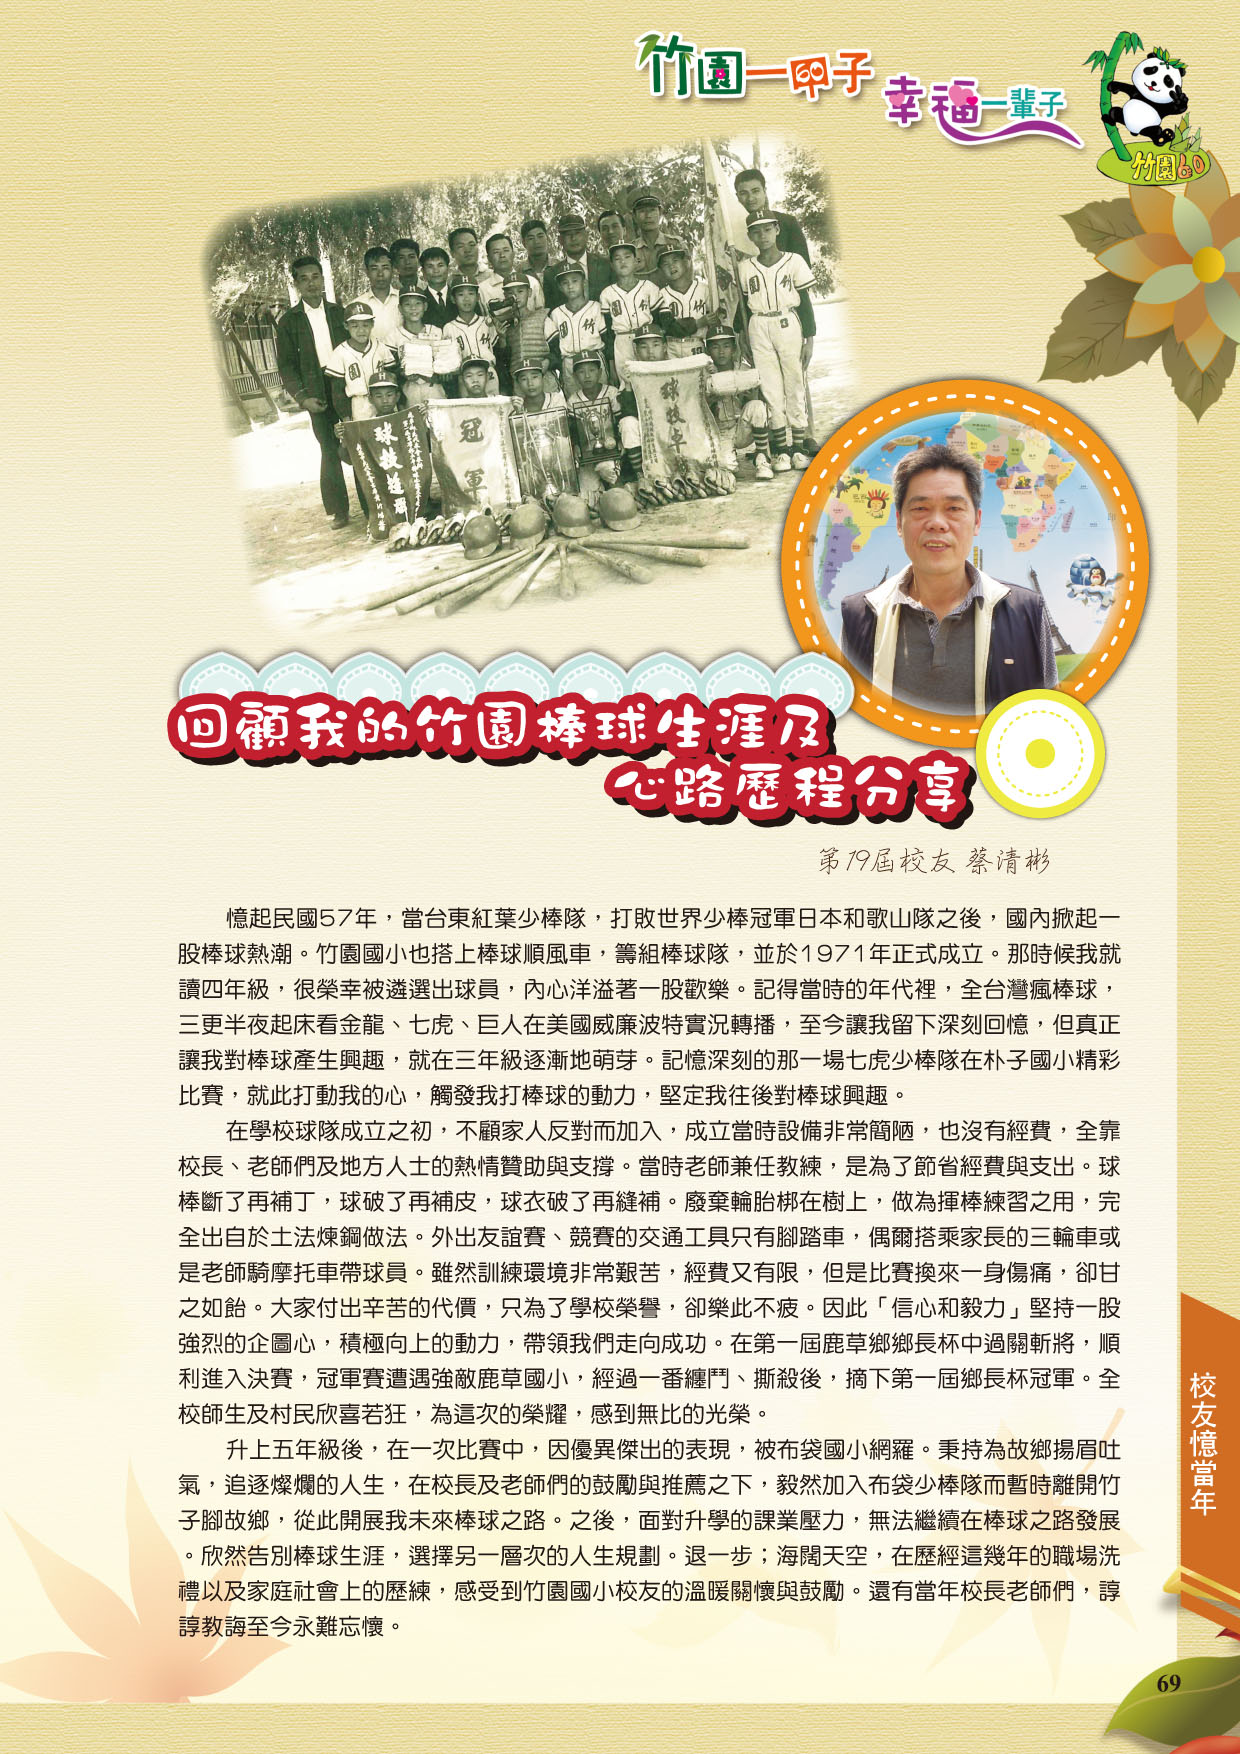 竹園一甲子
60
幸福一輩子
竹園60
冠軍
球技
回顧我的竹園棒球生涯及
心路歷程分享
第19屆校友 蔡清彬
憶起民國57年，當台東紅葉少棒隊，打敗世界少棒冠軍日本和歌山隊之後，國內掀起一
股棒球熱潮。竹園國小也搭上棒球順風車，籌組棒球隊，並於1971年正式成立。那時候我就
讀四年級，很榮幸被遴選出球員，內心洋溢著一股歡樂。記得當時的年代裡，全台灣瘋棒球，
三更半夜起床看金龍、七虎、巨人在美國威廉波特實況轉播，至今讓我留下深刻回憶，但真正
讓我對棒球產生興趣，就在三年級逐漸地萌芽。記憶深刻的那一場七虎少棒隊在朴子國小精彩
比賽，就此打動我的心，觸發我打棒球的動力，堅定我往後對棒球興趣。
在學校球隊成立之初，不顧家人反對而加入，成立當時設備非常簡陋，也沒有經費，全靠
校長、老師們及地方人士的熱情贊助與支撐。當時老師兼任教練，是為了節省經費與支出。球
棒斷了再補丁，球破了再補皮，球衣破了再縫補。廢棄輪胎梆在樹上，做為揮棒練習之用，完
全出自於土法煉鋼做法。外出友誼賽、競賽的交通工具只有腳踏車，偶爾搭乘家長的三輪車或
是老師騎摩托車帶球員。雖然訓練環境非常艱苦，經費又有限，但是比賽換來一身傷痛，卻甘
之如飴。大家付出辛苦的代價，只為了學校榮譽，卻樂此不疲。因此「信心和毅力」堅持一股
強烈的企圖心，積極向上的動力，帶領我們走向成功。在第一屆鹿草鄉鄉長杯中過關斬將，順
利進入決賽，冠軍賽遭遇強敵鹿草國小，經過一番纏鬥、撕殺後，摘下第一屆鄉長杯冠軍。全
校師生及村民欣喜若狂，為這次的榮耀，感到無比的光榮。
升上五年級後，在一次比賽中，因優異傑出的表現，被布袋國小網羅。秉持為故鄉揚眉吐
氣，追逐燦爛的人生，在校長及老師們的鼓勵與推薦之下，毅然加入布袋少棒隊而暫時離開竹
子腳故鄉，從此開展我未來棒球之路。之後，面對升學的課業壓力，無法繼續在棒球之路發展
。欣然告別棒球生涯，選擇另一層次的人生規劃。退一步；海闊天空，在歷經這幾年的職場洗
禮以及家庭社會上的歷練，感受到竹園國小校友的溫暖關懷與鼓勵。還有當年校長老師們，諄
諄教誨至今永難忘懷。
校友憶當年
69